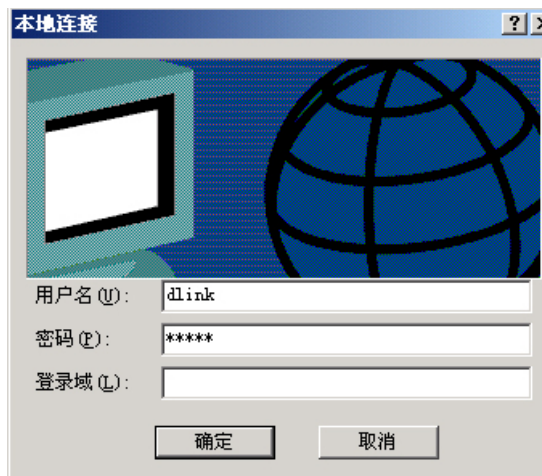 本地连接
用户名(U): dlink
密码(P): *****
登录域(L):
确定 取消